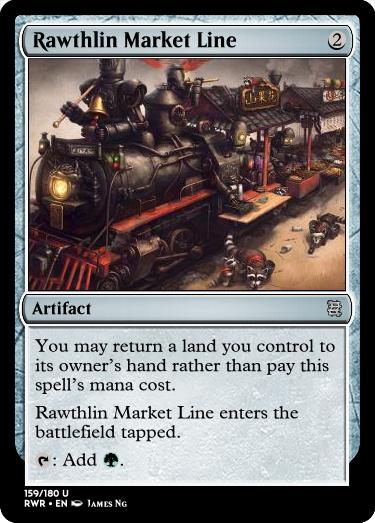 Rawthlin Market Line 2
Artifact
You may return a land you control to
its owner's hand rather than pay this
spell's mana cost.
Rawthlin Market Line enters the
battlefield tapped.
: Add .
159/180 U
RWR • EN James Ng